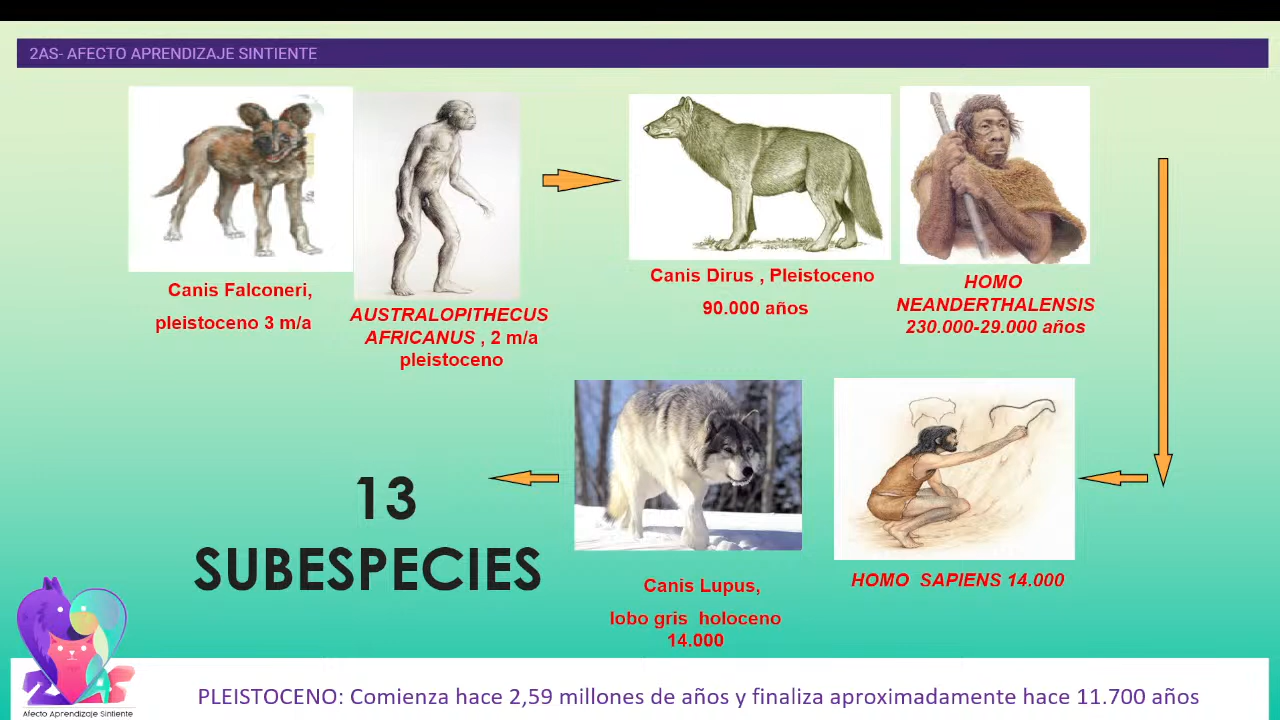 2AS- AFECTO APRENDIZAJE SINTIENTE
Canis Falconeri,
pleistoceno 3 m/a
AUSTRALOPITHECUS
AFRICANUS , 2 m/a
pleistoceno
Canis Dirus , Pleistoceno
90.000 años
HOMO
NEANDERTHALENSIS
230.000-29.000 años
13
SUBESPECIES
Canis Lupus,
lobo gris holoceno
14.000
HOMO SAPIENS 14.000
2AS
Afecto Aprendizaje Sintiente
PLEISTOCENO: Comienza hace 2,59 millones de años y finaliza aproximadamente hace 11.700 años